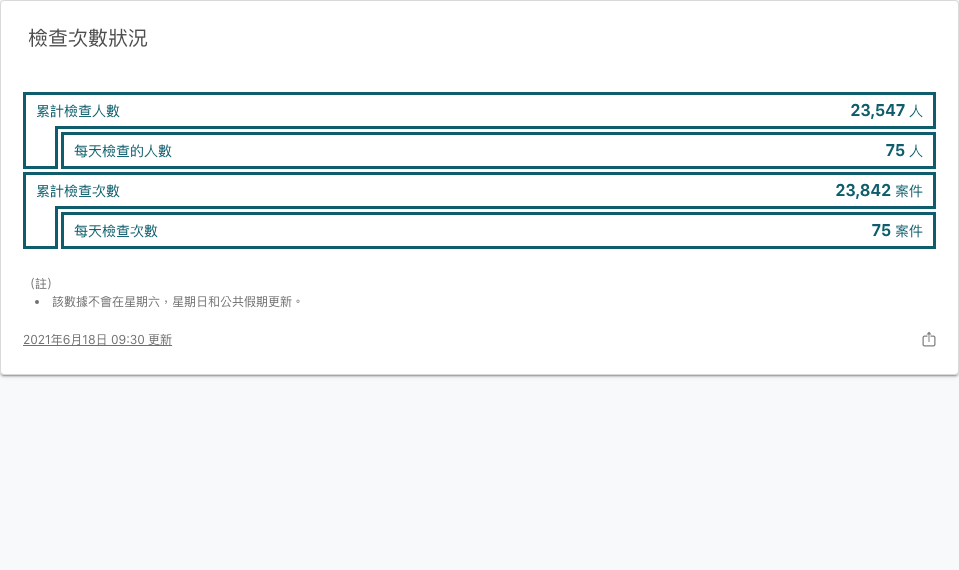 檢查次數狀況
累計檢查人數 23,547 人
每天檢查的人數 75 人
累計檢查次數 23,842 案件
每天檢查次數 75 案件
（註）
• 該數據不會在星期六，星期日和公共假期更新。
2021年6月18日 09:30 更新